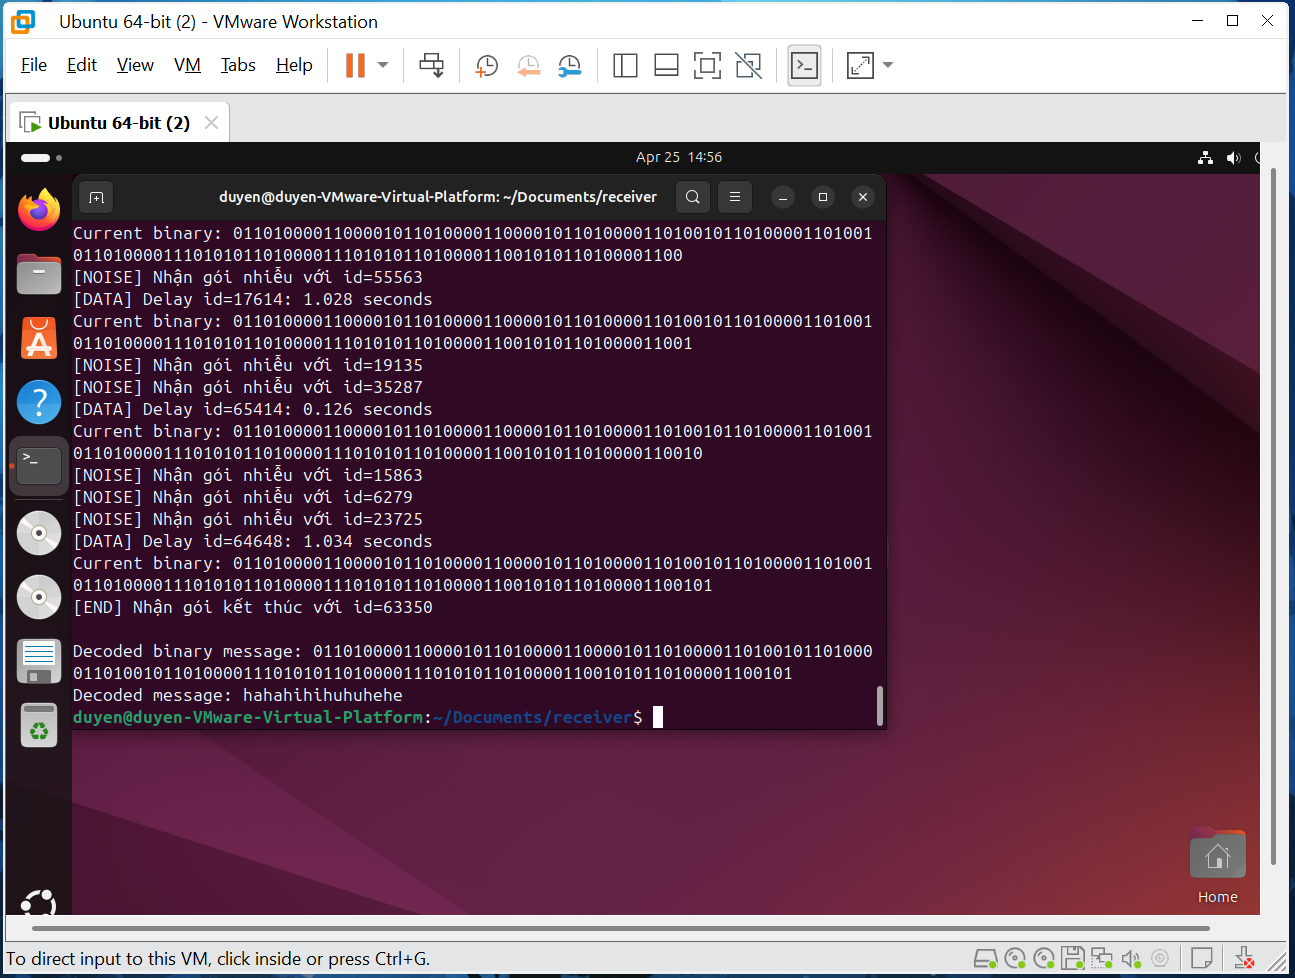 Ubuntu 64-bit (2) - VMware Workstation
File Edit View VM Tabs Help
Ubuntu 64-bit (2)
Apr 25 14:56
duyen@duyen-VMware-Virtual-Platform: ~/Documents/receiver
Current binary: 0110100001100001011010000110000101101000011010010110100001101001
0110100001110101011010000111010101101000011001010110100001100
[NOISE] Nhận gói nhiễu với id=55563
[DATA] Delay id=17614: 1.028 seconds
Current binary: 0110100001100001011010000110000101101000011010010110100001101001
01101000011101010110100001110101011010000110010101101000011001
[NOISE] Nhận gói nhiễu với id=19135
[NOISE] Nhận gói nhiễu với id=35287
[DATA] Delay id=65414: 0.126 seconds
Current binary: 0110100001100001011010000110000101101000011010010110100001101001
011010000111010101101000011101010110100001100101011010000110010
[NOISE] Nhận gói nhiễu với id=15863
[NOISE] Nhận gói nhiễu với id=6279
[NOISE] Nhận gói nhiễu với id=23725
[DATA] Delay id=64648: 1.034 seconds
Current binary: 0110100001100001011010000110000101101000011010010110100001101001
0110100001110101011010000111010101101000011001010110100001100101
[END] Nhận gói kết thúc với id=63350
Decoded binary message: 01101000011000010110100001100001011010000110100101101000
011010010110100001110101011010000111010101101000011001010110100001100101
Decoded message: hahahihihuhuhehe
duyen@duyen-VMware-Virtual-Platform:~/Documents/receiver$
Home
To direct input to this VM, click inside or press Ctrl+G.